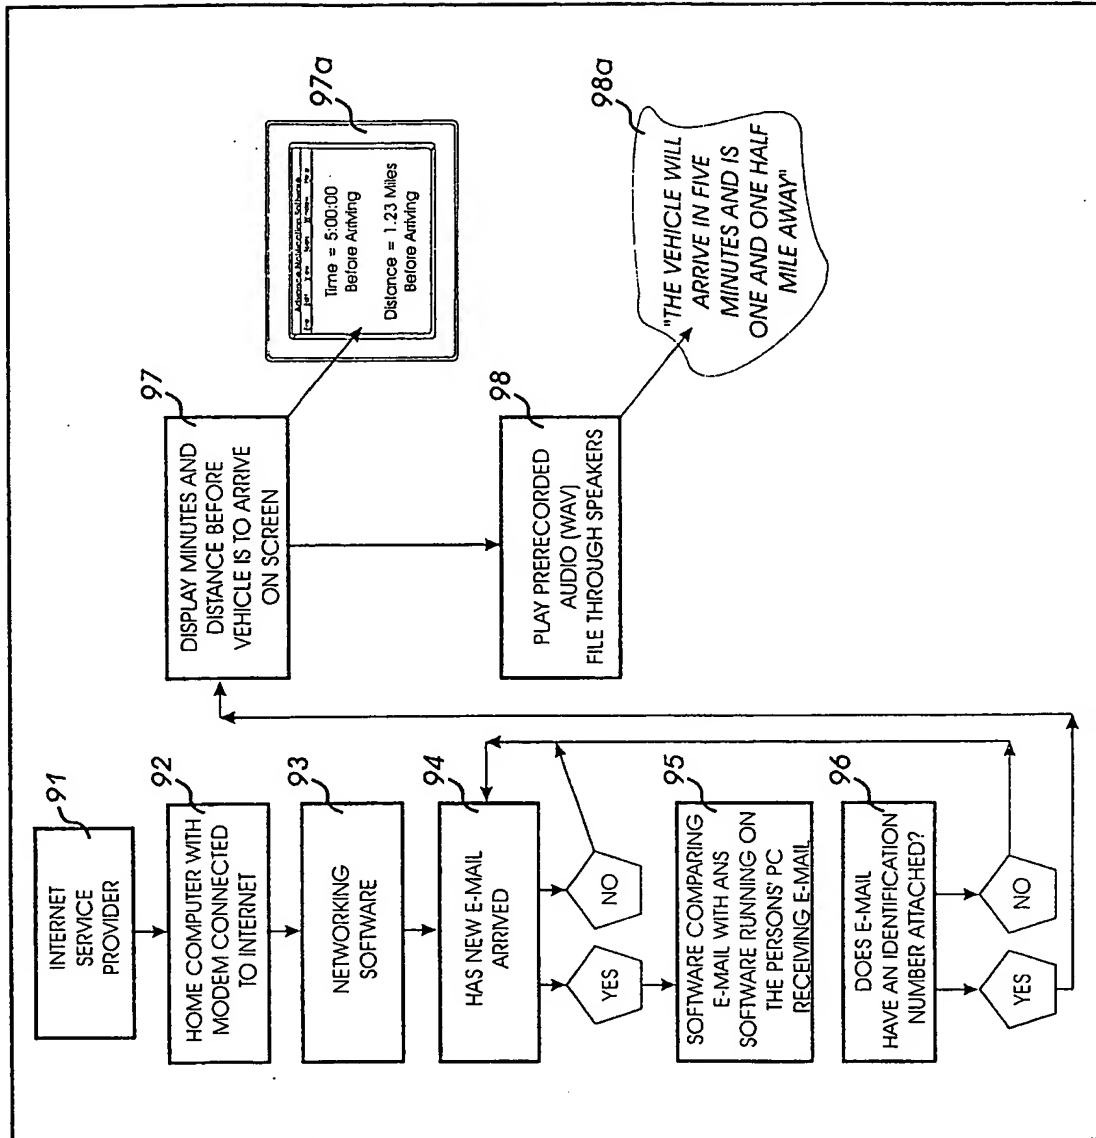 91
INTERNET
SERVICE
PROVIDER
92
HOME COMPUTER WITH
MODEM CONNECTED
TO INTERNET
93
NETWORKING
SOFTWARE
94
HAS NEW E-MAIL
ARRIVED
YES
NO
95
SOFTWARE COMPARING
E-MAIL WITH ANS
SOFTWARE RUNNING ON
THE PERSONS' PC
RECEIVING E-MAIL
96
DOES E-MAIL
HAVE AN IDENTIFICATION
NUMBER ATTACHED?
YES
NO
97
DISPLAY MINUTES AND
DISTANCE BEFORE
VEHICLE IS TO ARRIVE
ON SCREEN
97a
Advance Notification Software
Time = 5:00:00
Before Arriving
Distance = 1.23 Miles
Before Arriving
98
PLAY PRERECORDED
AUDIO (WAV)
FILE THROUGH SPEAKERS
98a
"THE VEHICLE WILL
ARRIVE IN FIVE
MINUTES AND IS
ONE AND ONE HALF
MILE AWAY"